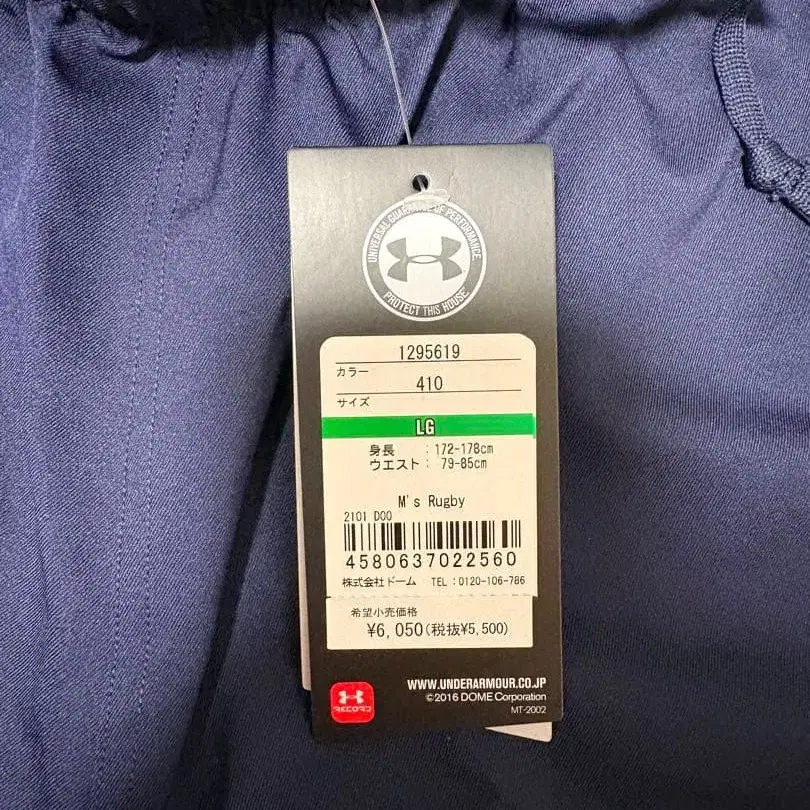 UNIVERSAL GUARANTEE OF PERFORMANCE
PROTECT THIS HOUSE
1295619
カラー
410
サイズ
LG
身長 : 172-178cm
ウエスト : 79-85cm
M's Rugby
2101 D00
4580637022560
株式会社ドーム TEL:0120-106-786
希望小売価格
¥6,050(税抜¥5,500)
WWW.UNDERARMOUR.CO.JP
©2016 DOME Corporation
MT-2002
RECORD